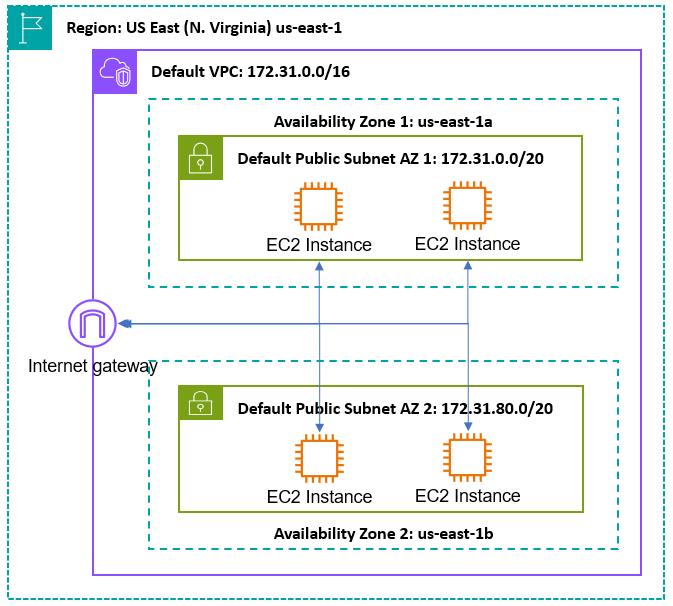 Region: US East (N. Virginia) us-east-1
Default VPC: 172.31.0.0/16
Availability Zone 1: us-east-1a
Default Public Subnet AZ 1: 172.31.0.0/20
EC2 Instance
EC2 Instance
Internet gateway
Default Public Subnet AZ 2: 172.31.80.0/20
EC2 Instance
EC2 Instance
Availability Zone 2: us-east-1b